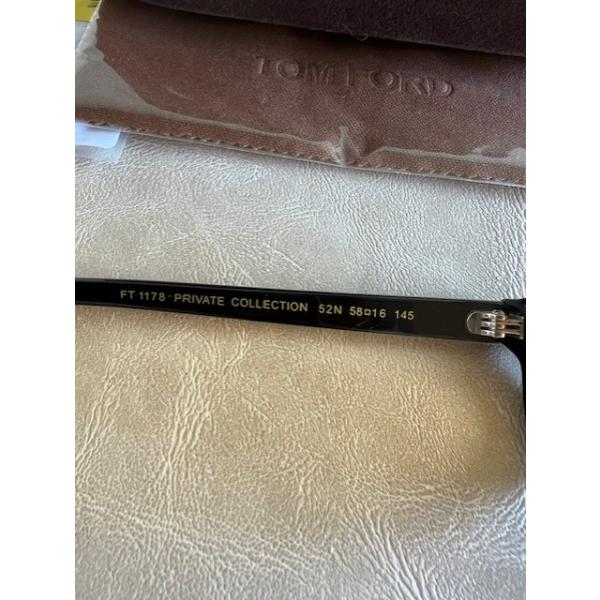 TOM FORD
FT 1178 PRIVATE COLLECTION 52N 58□16 145